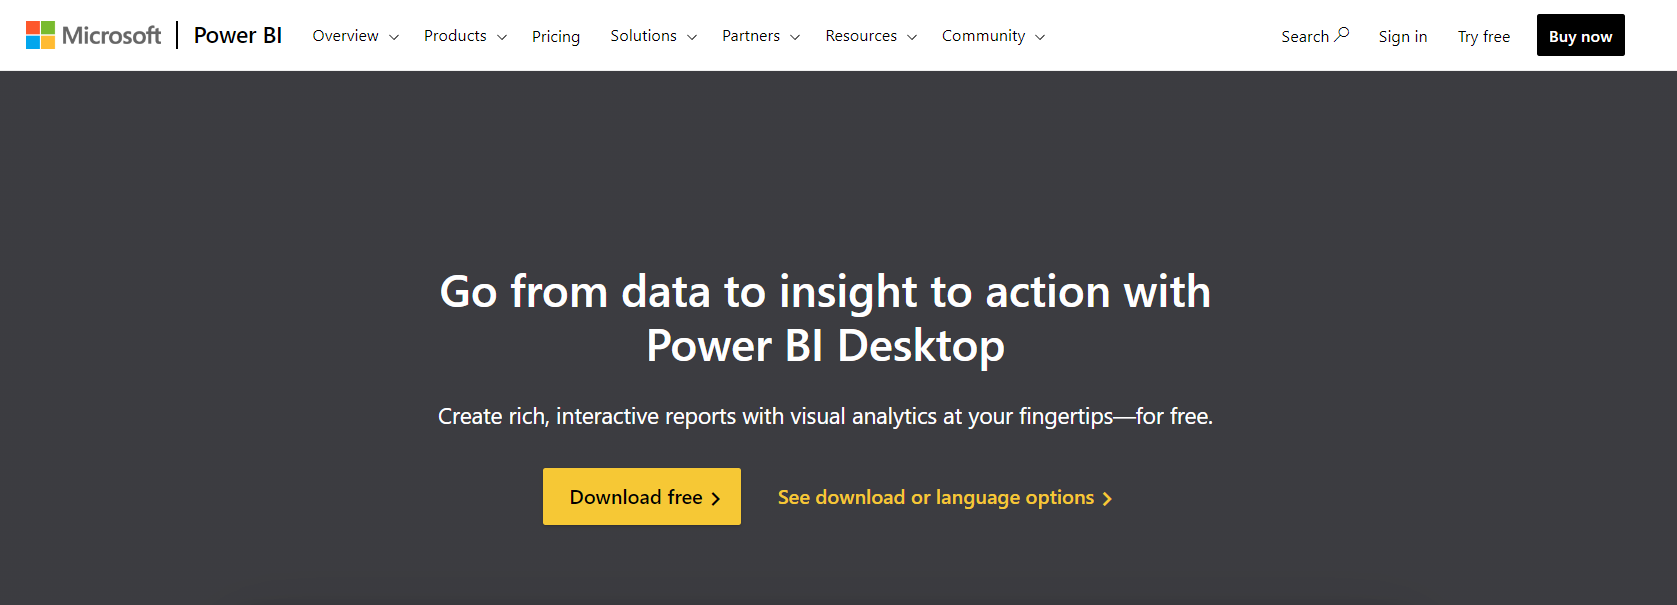 Microsoft Power BI Overview Products Pricing Solutions Partners Resources Community Search Sign in Try free Buy now
Go from data to insight to action with
Power BI Desktop
Create rich, interactive reports with visual analytics at your fingertips—for free.
Download free See download or language options